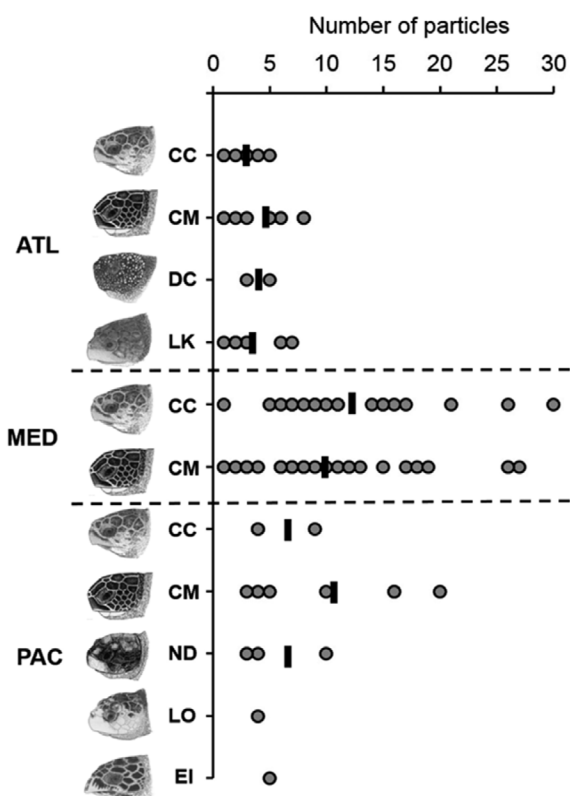 Number of particles
0 5 10 15 20 25 30
CC
CM
ATL
DC
LK
CC
MED
CM
CC
CM
PAC
ND
LO
EI